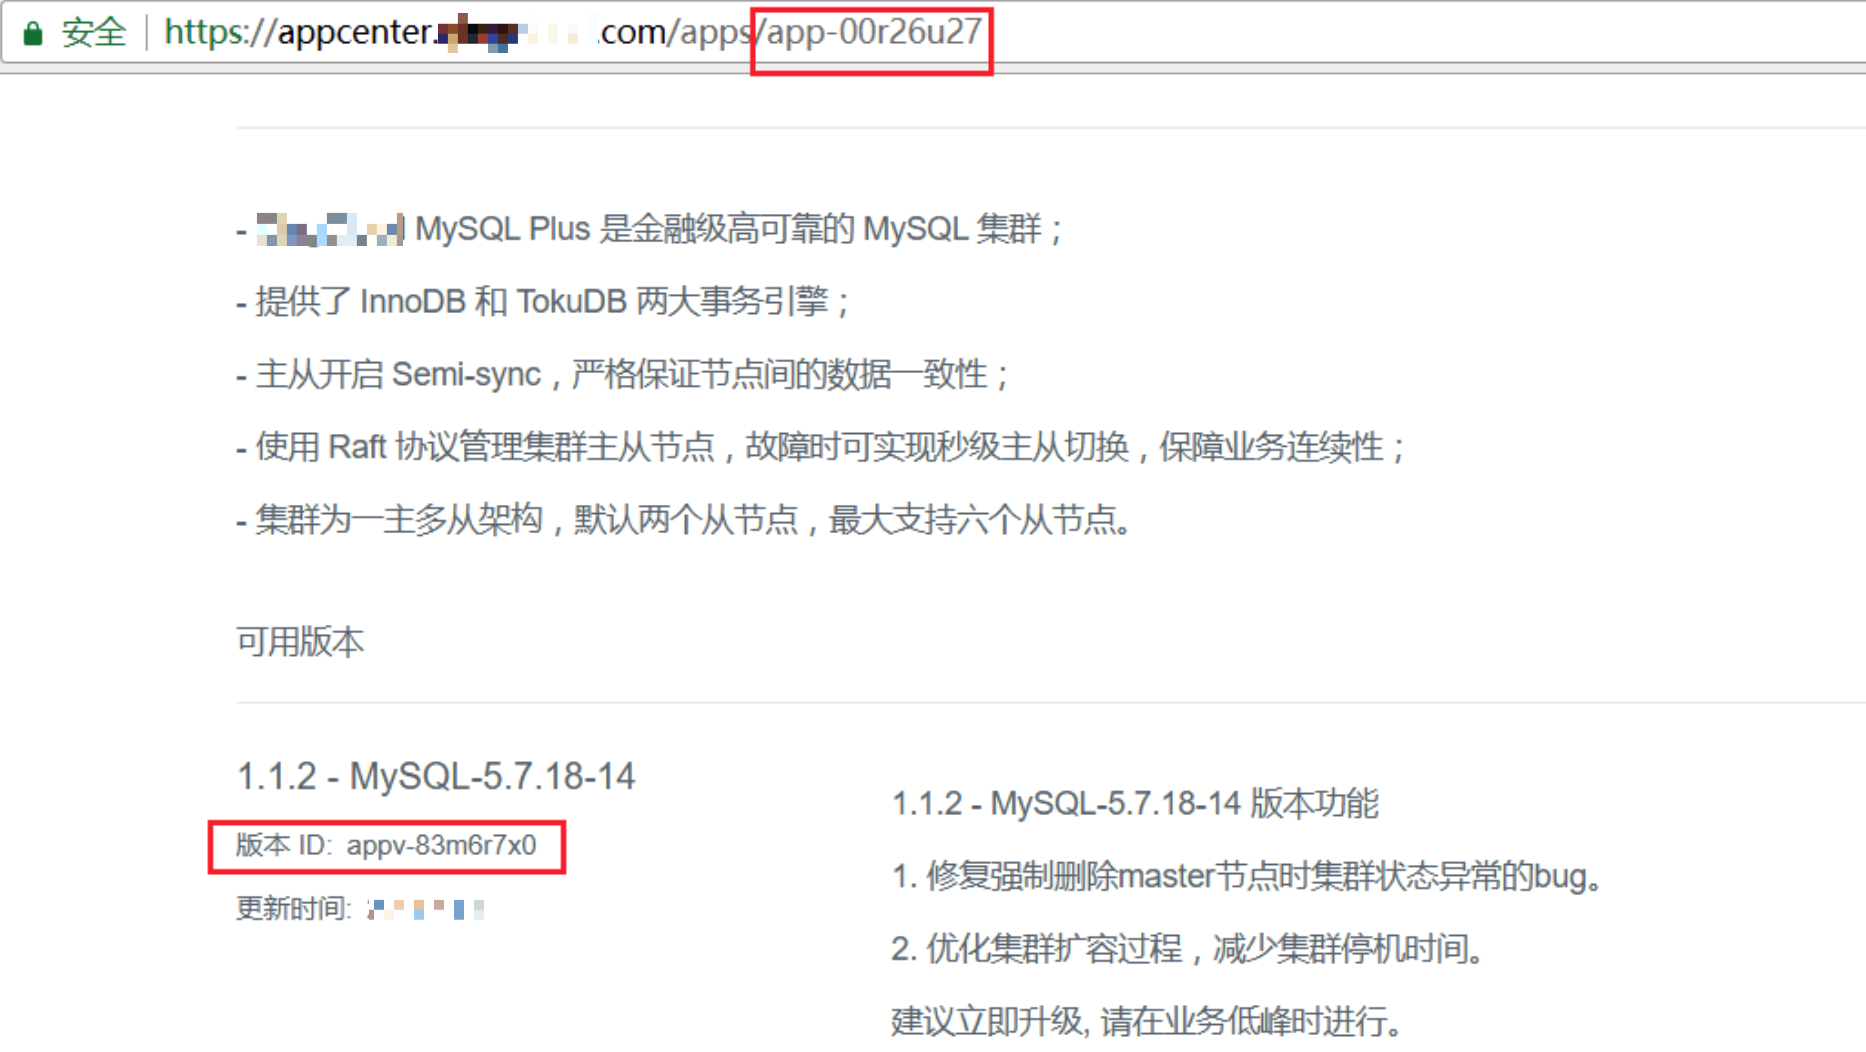 安全 https://appcenter. .com/apps/app-00r26u27
- MySQL Plus 是金融级高可靠的 MySQL 集群；
- 提供了 InnoDB 和 TokuDB 两大事务引擎；
- 主从开启 Semi-sync，严格保证节点间的数据一致性；
- 使用 Raft 协议管理集群主从节点，故障时可实现秒级主从切换，保障业务连续性；
- 集群为一主多从架构，默认两个从节点，最大支持六个从节点。
可用版本
1.1.2 - MySQL-5.7.18-14
版本 ID: appv-83m6r7x0
更新时间:
1.1.2 - MySQL-5.7.18-14 版本功能
1. 修复强制删除master节点时集群状态异常的bug。
2. 优化集群扩容过程，减少集群停机时间。
建议立即升级, 请在业务低峰时进行。